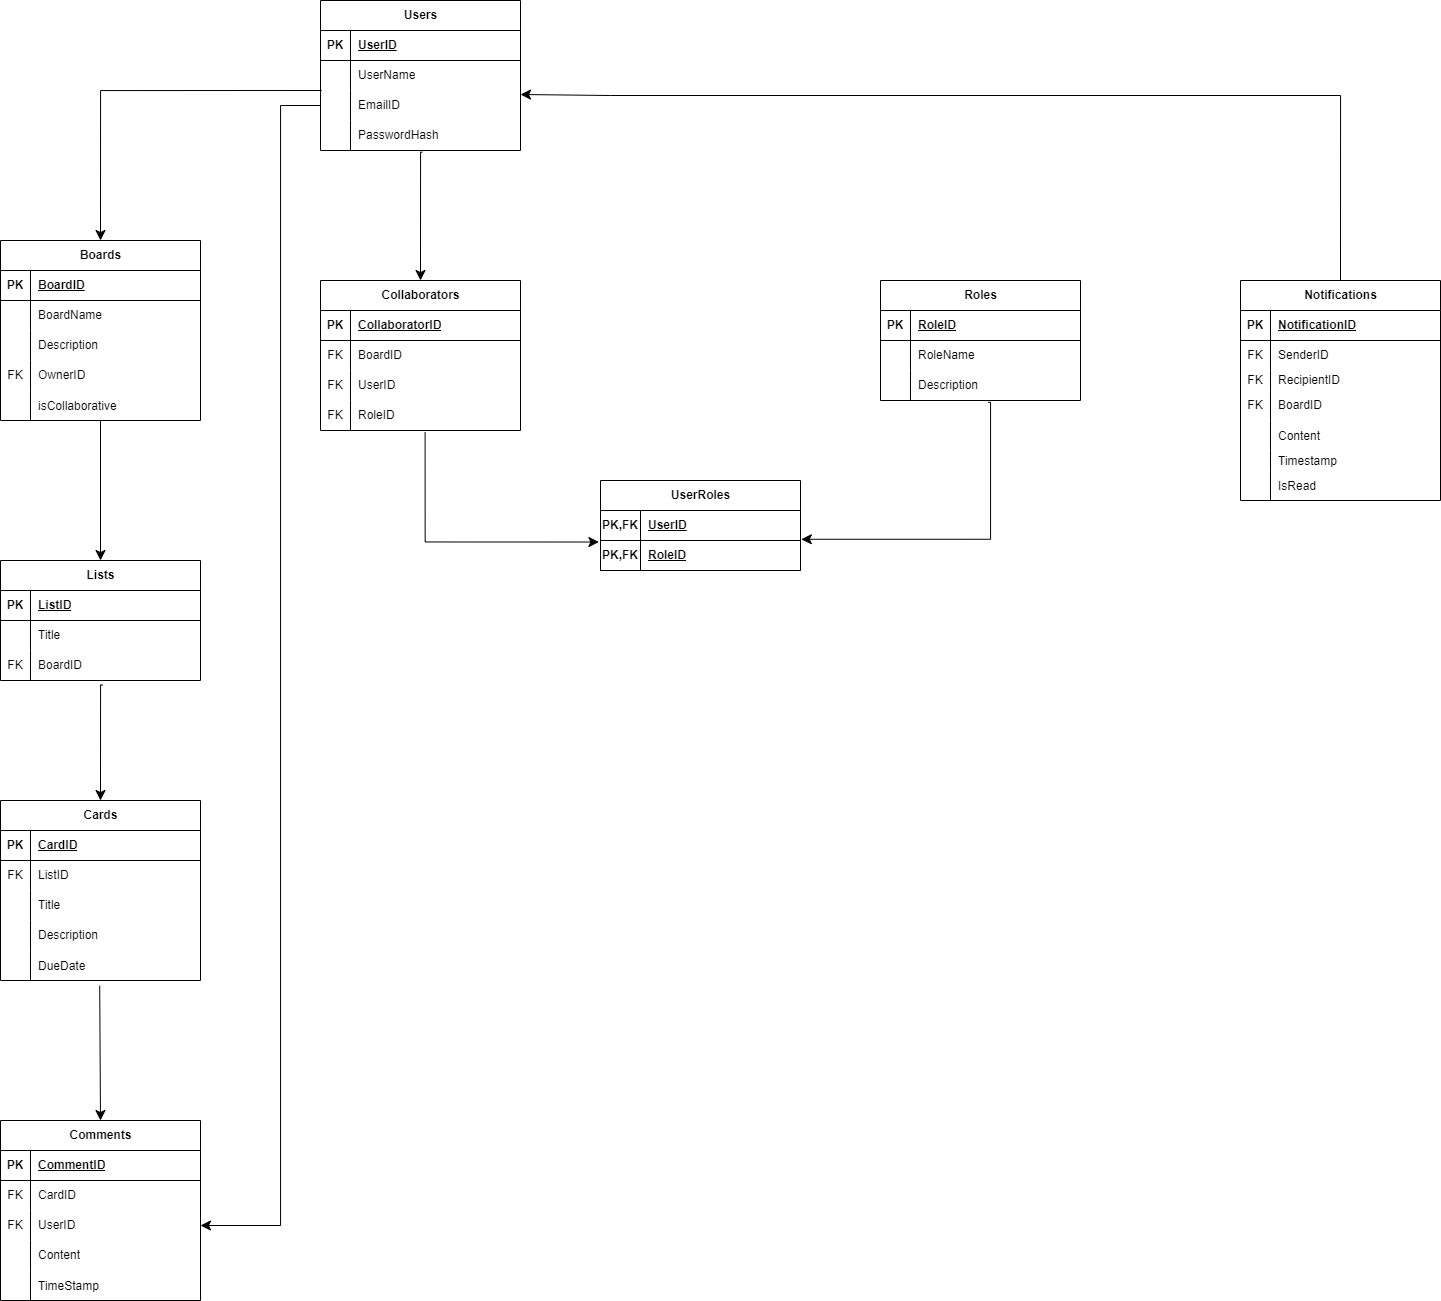 Users
PK UserID
UserName
EmailID
PasswordHash
Boards
PK BoardID
BoardName
Description
FK OwnerID
isCollaborative
Collaborators
PK CollaboratorID
FK BoardID
FK UserID
FK RoleID
Roles
PK RoleID
RoleName
Description
Notifications
PK NotificationID
FK SenderID
FK RecipientID
FK BoardID
Content
Timestamp
IsRead
UserRoles
PK,FK UserID
PK,FK RoleID
Lists
PK ListID
Title
FK BoardID
Cards
PK CardID
FK ListID
Title
Description
DueDate
Comments
PK CommentID
FK CardID
FK UserID
Content
TimeStamp